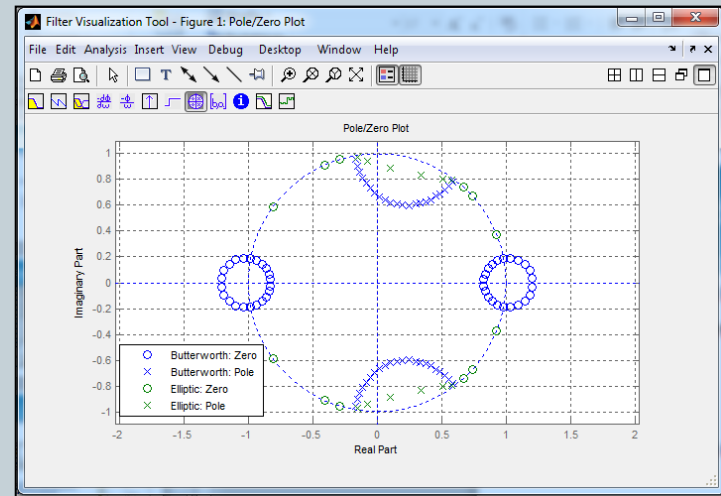 Filter Visualization Tool - Figure 1: Pole/Zero Plot
File Edit Analysis Insert View Debug Desktop Window Help
Pole/Zero Plot
1
0.8
0.6
0.4
0.2
0
-0.2
-0.4
-0.6
-0.8
-1
Imaginary Part
Butterworth: Zero
Butterworth: Pole
Elliptic: Zero
Elliptic: Pole
-2 -1.5 -1 -0.5 0 0.5 1 1.5 2
Real Part